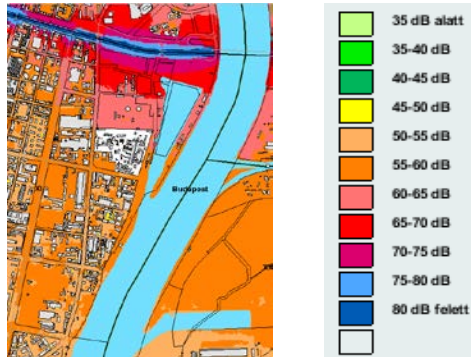 Budapest
35 dB alatt
35-40 dB
40-45 dB
45-50 dB
50-55 dB
55-60 dB
60-65 dB
65-70 dB
70-75 dB
75-80 dB
80 dB felett